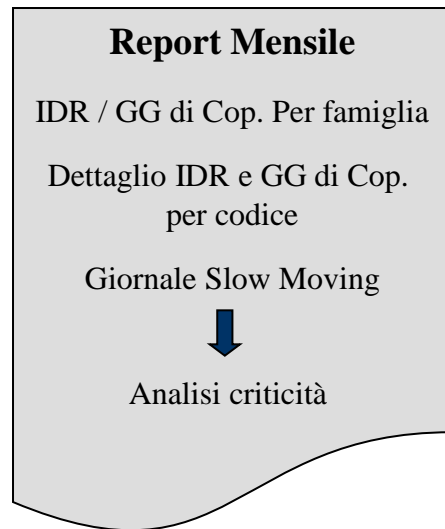 Report Mensile
IDR / GG di Cop. Per famiglia
Dettaglio IDR e GG di Cop.
per codice
Giornale Slow Moving
Analisi criticità